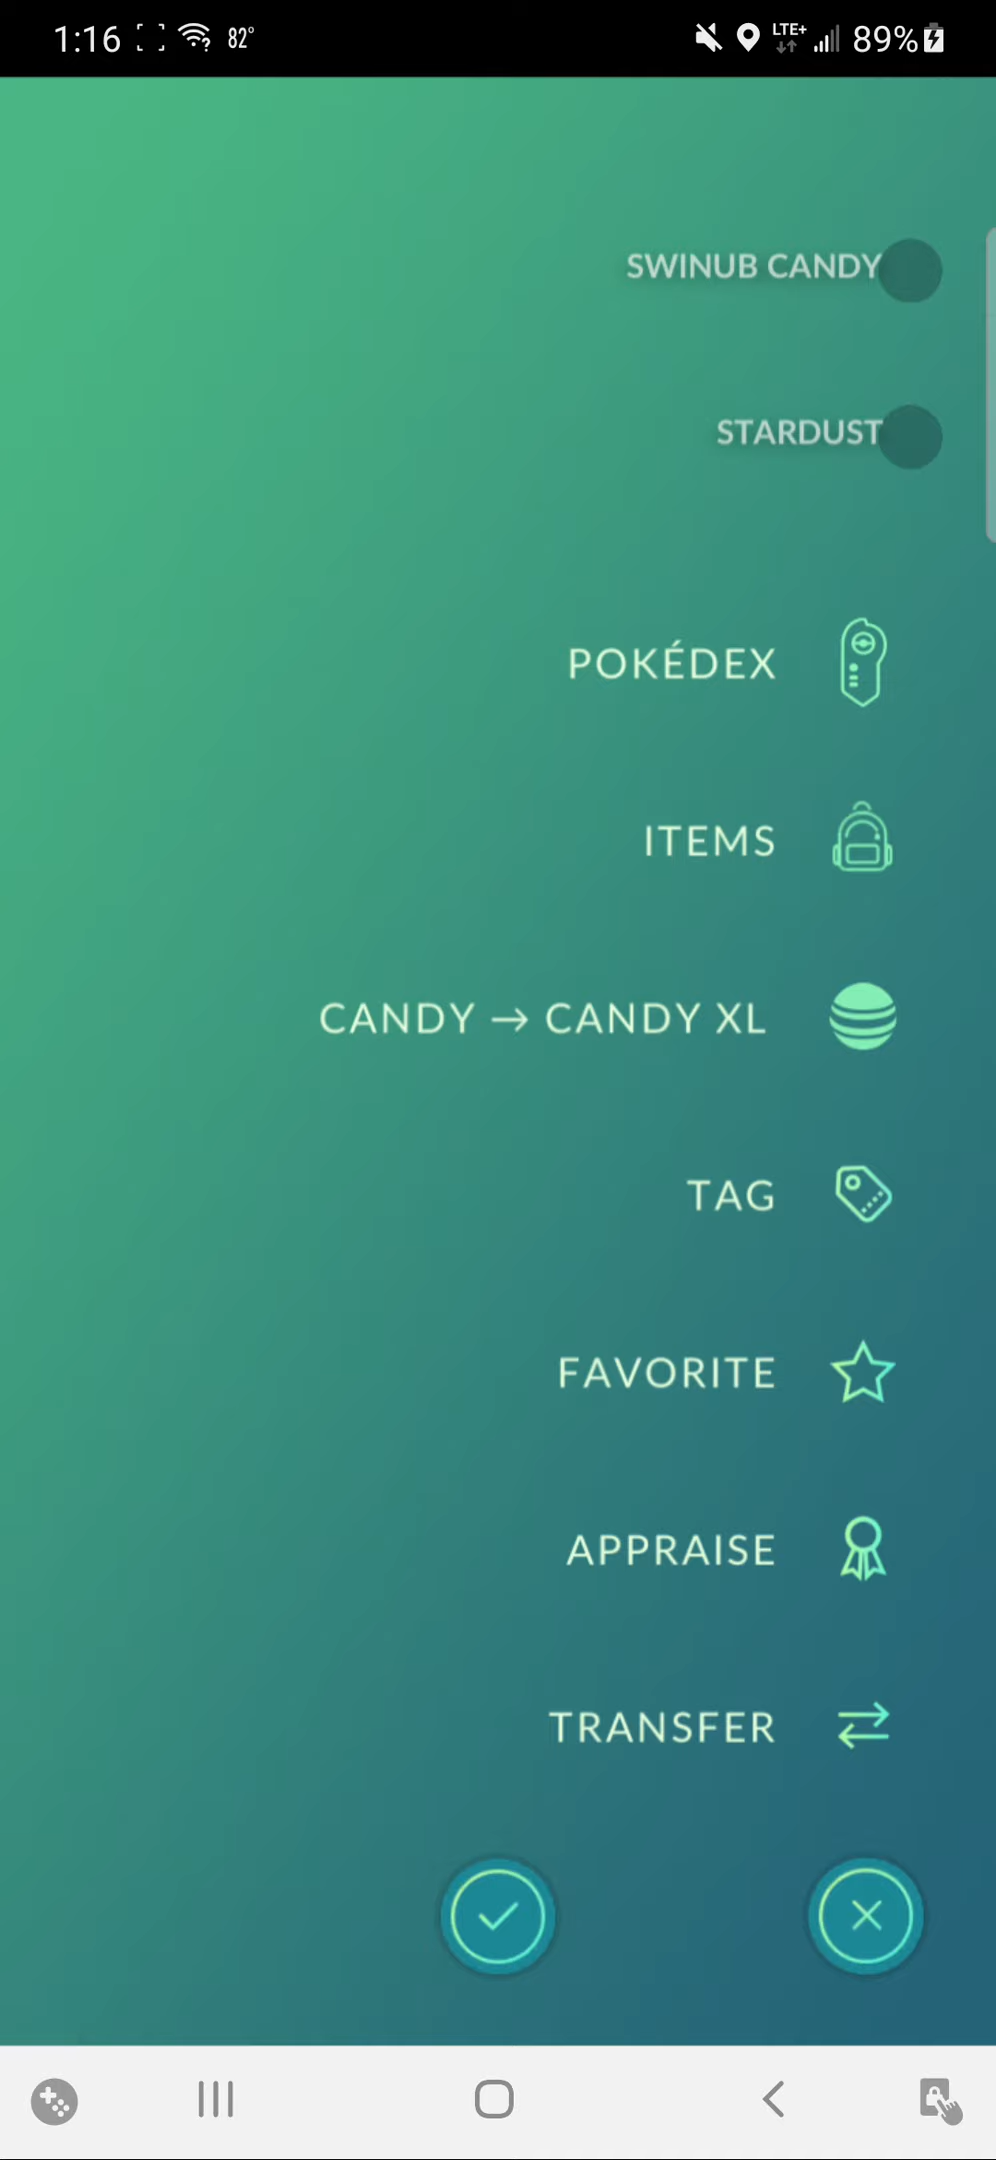 1:16 82° LTE+ 89%
SWINUB CANDY
STARDUST
POKÉDEX
ITEMS
CANDY → CANDY XL
TAG
FAVORITE
APPRAISE
TRANSFER